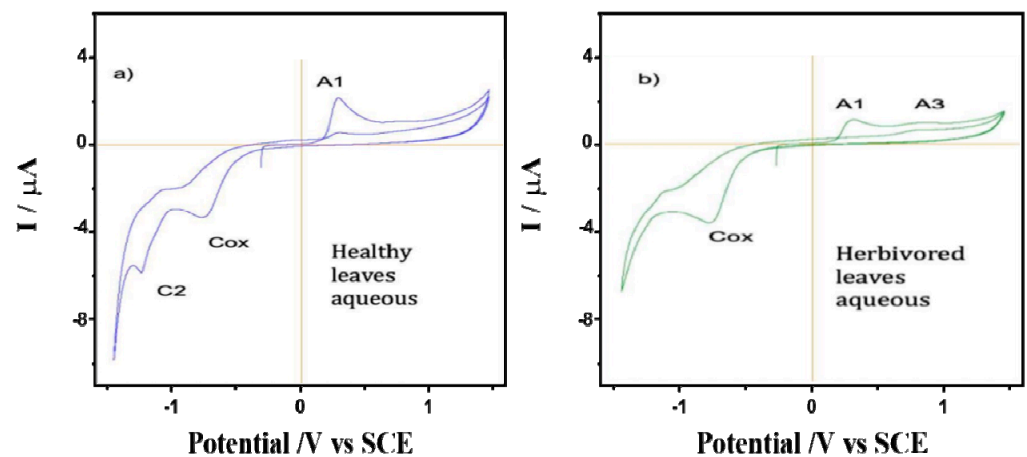 a)
A1
4
0
-4
-8
I / μA
Cox
C2
Healthy
leaves
aqueous
-1
0
1
Potential /V vs SCE
b)
A1
A3
4
0
-4
-8
I / μA
Cox
Herbivored
leaves
aqueous
-1
0
1
Potential /V vs SCE